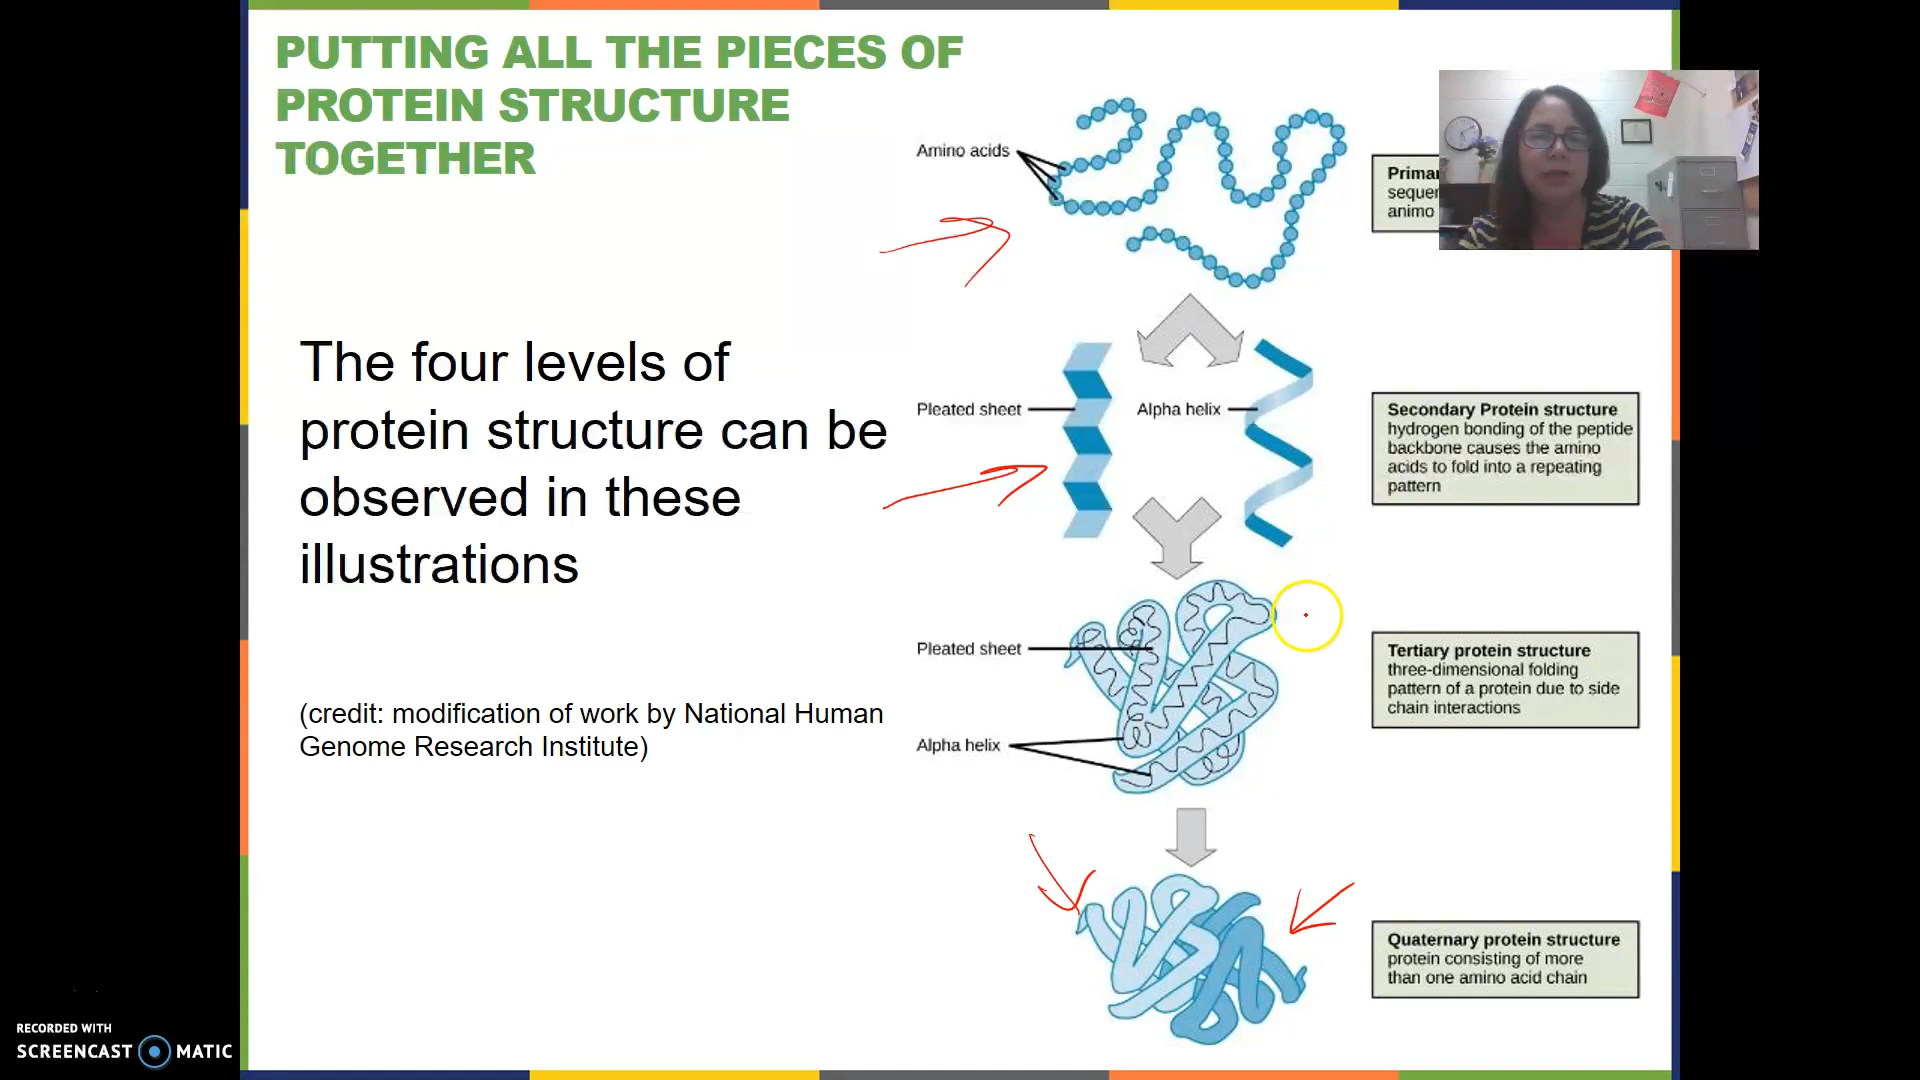 PUTTING ALL THE PIECES OF
PROTEIN STRUCTURE
TOGETHER
The four levels of
protein structure can be
observed in these
illustrations
(credit: modification of work by National Human
Genome Research Institute)
Amino acids
animo
Pleated sheet
Alpha helix
Secondary Protein structure
hydrogen bonding of the peptide
backbone causes the amino
acids to fold into a repeating
pattern
Pleated sheet
Alpha helix
Tertiary protein structure
three-dimensional folding
pattern of a protein due to side
chain interactions
Quaternary protein structure
protein consisting of more
than one amino acid chain
RECORDED WITH
SCREENCAST MATIC